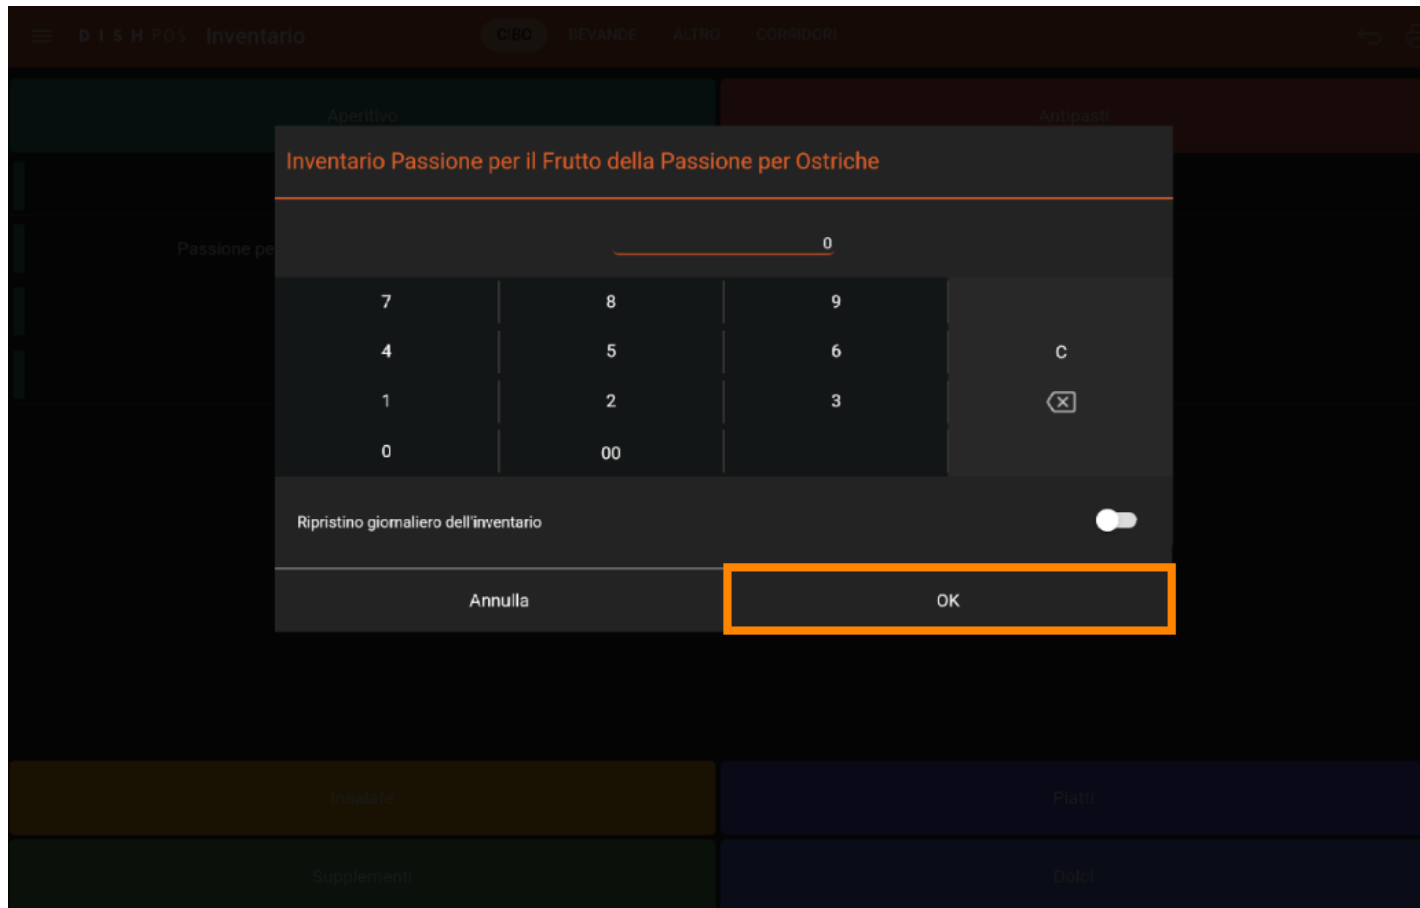 DISH POS Inventario CIBO BEVANDE ALTRO CORRIDORI
Aperitivo Antipasti
Inventario Passione per il Frutto della Passione per Ostriche
Passione pe
0
7 8 9
4 5 6 C
1 2 3
0 00
Ripristino giornaliero dell'inventario
Annulla OK
Insalate Piatti
Supplementi Dolci